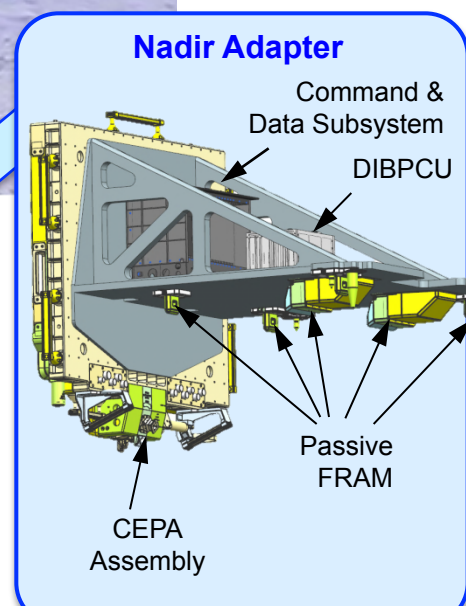 Nadir Adapter
Command &
Data Subsystem
DIBPCU
Passive
FRAM
CEPA
Assembly